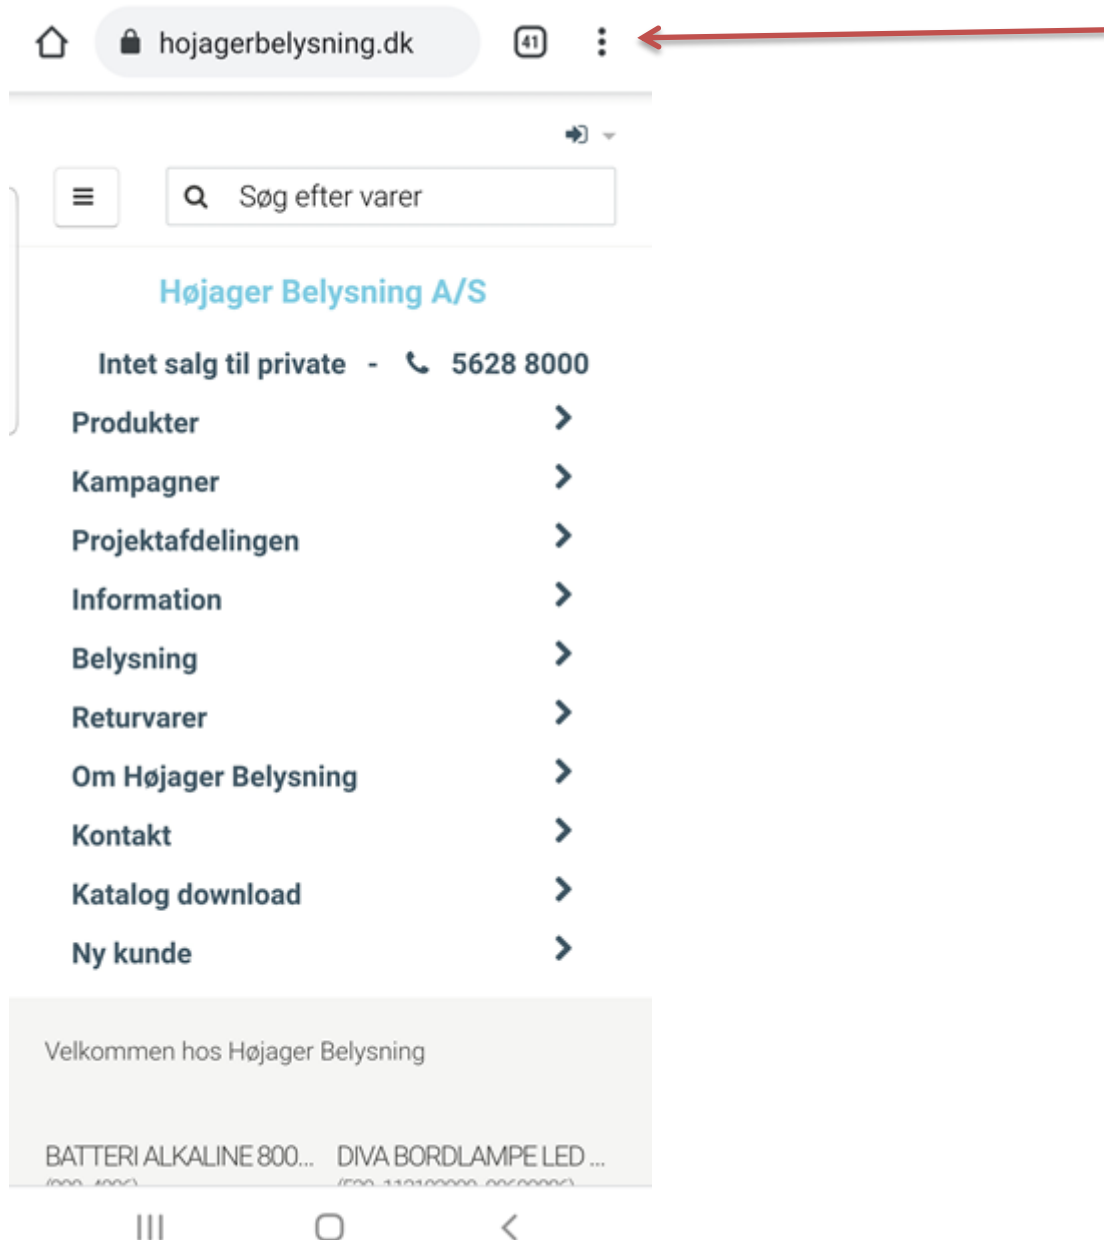 hojagerbelysning.dk 41
Søg efter varer
Højager Belysning A/S
Intet salg til private - 5628 8000
Produkter
Kampagner
Projektafdelingen
Information
Belysning
Returvarer
Om Højager Belysning
Kontakt
Katalog download
Ny kunde
Velkommen hos Højager Belysning
BATTERI ALKALINE 800... DIVA BORDLAMPE LED ...